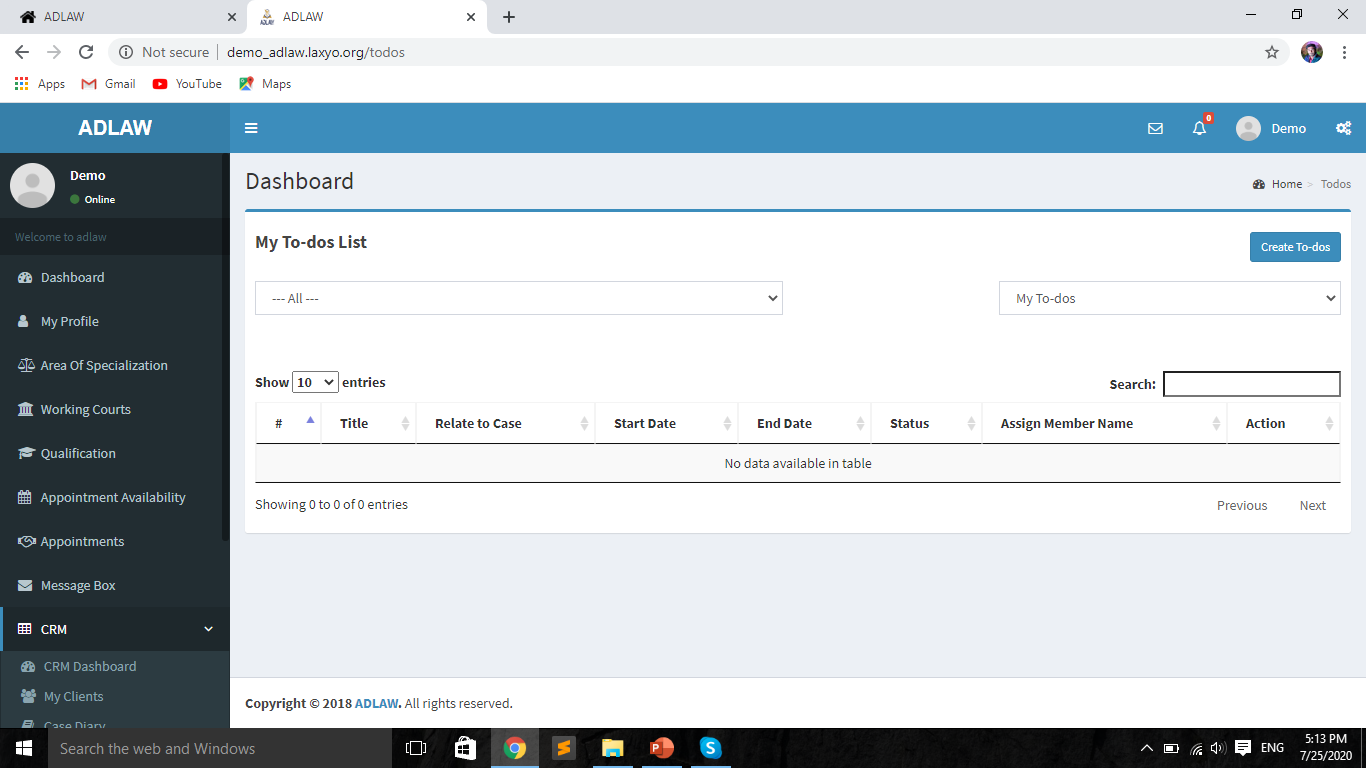 ADLAW
ADLAW
Not secure demo_adlaw.laxyo.org/todos
Apps Gmail YouTube Maps
ADLAW
0
Demo
Demo
Online
Welcome to adlaw
Dashboard
My Profile
Area Of Specialization
Working Courts
Qualification
Appointment Availability
Appointments
Message Box
CRM
CRM Dashboard
My Clients
Case Diary
Dashboard
Home > Todos
My To-dos List
Create To-dos
--- All ---
My To-dos
Show 10 entries
Search:
# Title Relate to Case Start Date End Date Status Assign Member Name Action
No data available in table
Showing 0 to 0 of 0 entries
Previous Next
Copyright © 2018 ADLAW. All rights reserved.
Search the web and Windows
ENG
5:13 PM
7/25/2020